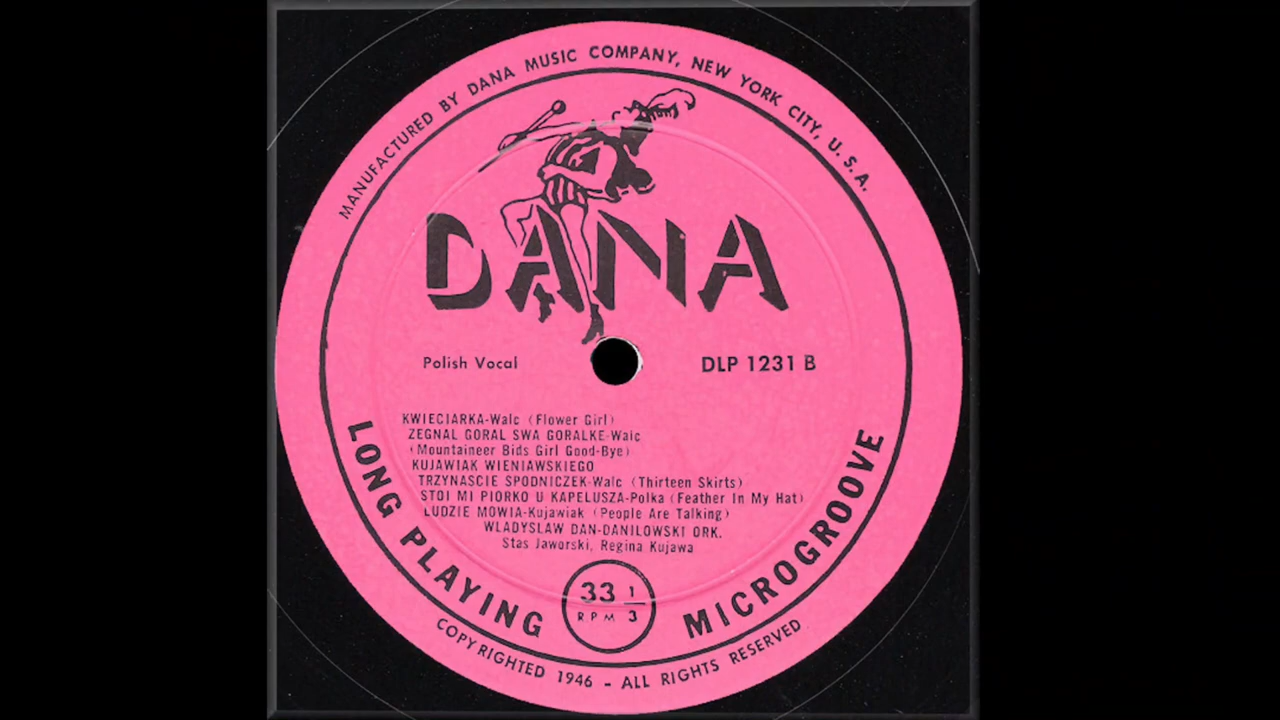 MANUFACTURED BY DANA MUSIC COMPANY, NEW YORK CITY, U.S.A.
DANA
Polish Vocal
DLP 1231 B
KWIECIARKA-Walc (Flower Girl)
ZEGNAL GORAL SWA GORALKE-Walc
(Mountaineer Bids Girl Good-Bye)
KUJAWIAK WIENIAWSKIEGO
TRZYNASCIE SPODNICZEK-Walc (Thirteen Skirts)
STOI MI PIORKO U KAPELUSZA-Polka (Feather In My Hat)
LUDZIE MOWIA-Kujawiak (People Are Talking)
WLADYSLAW DAN-DANILOWSKI ORK.
Stas Jaworski, Regina Kujawa
33 1/3
RPM
LONG PLAYING MICROGROOVE
COPYRIGHTED 1946 - ALL RIGHTS RESERVED